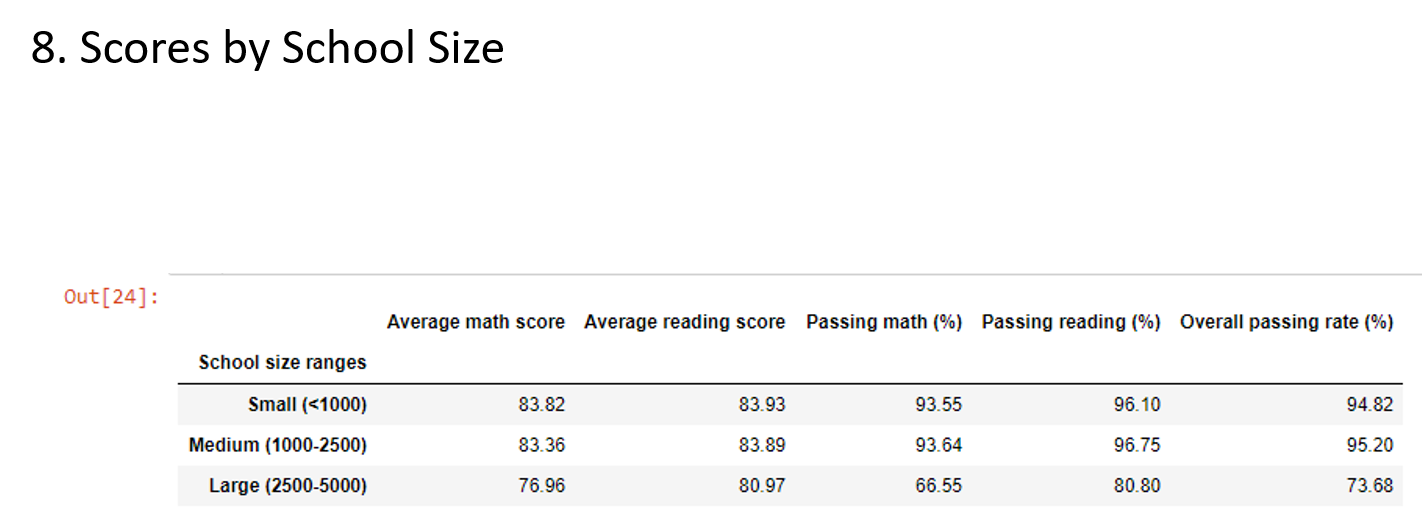 8. Scores by School Size
Out[24]:
Average math score Average reading score Passing math (%) Passing reading (%) Overall passing rate (%)
School size ranges
Small (<1000) 83.82 83.93 93.55 96.10 94.82
Medium (1000-2500) 83.36 83.89 93.64 96.75 95.20
Large (2500-5000) 76.96 80.97 66.55 80.80 73.68